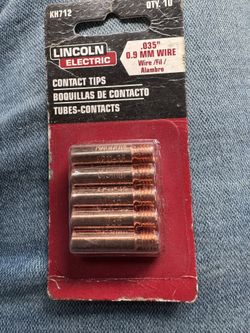 KH712
QTY. 10
LINCOLN
ELECTRIC
.035"
0.9 MM WIRE
Wire /Fil /
Alambre
CONTACT TIPS
BOQUILLAS DE CONTACTO
TUBES-CONTACTS